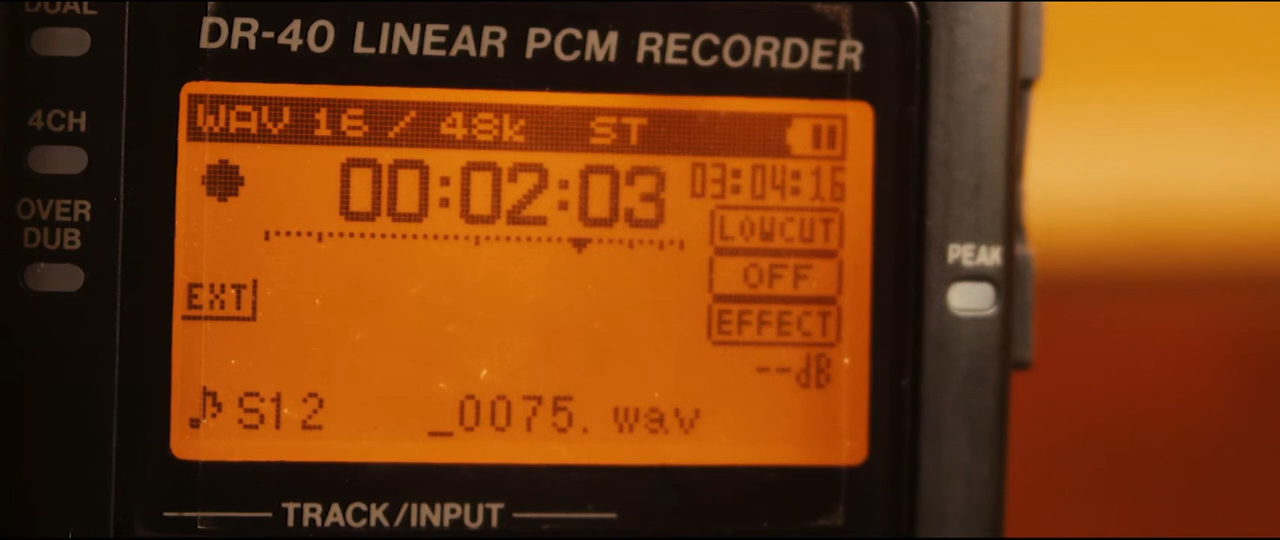 DUAL
DR-40 LINEAR PCM RECORDER
WAV 16 / 48k ST
4CH
00:02:03
03:04:16
OVER
DUB
LOWCUT
OFF
PEAK
EXT
EFFECT
--dB
S12 _0075.wav
TRACK/INPUT